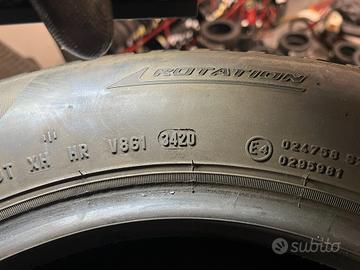 ROTATION
XH HR V861 3420 E4 024758
0295981
subito